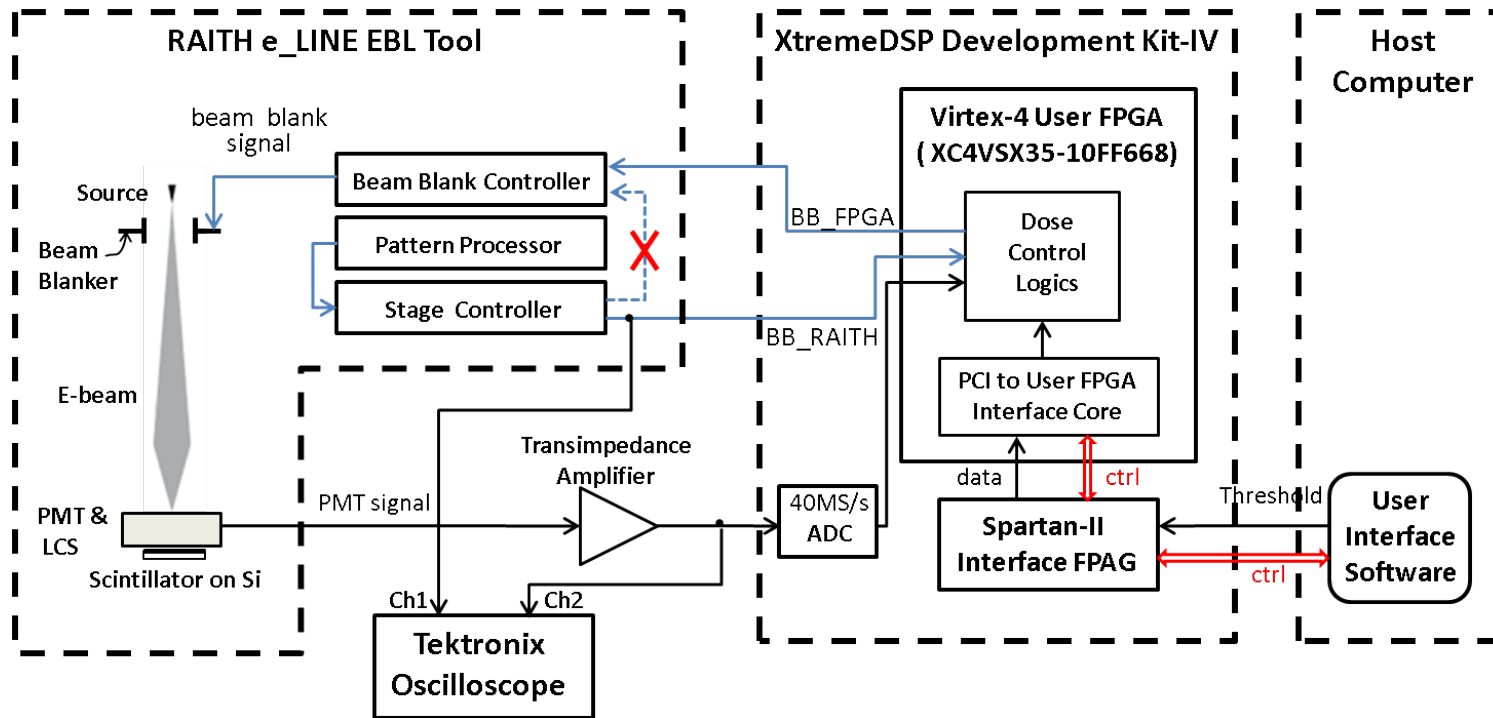 RAITH e_LINE EBL Tool
beam blank
signal
Source
Beam
Blanker
Beam Blank Controller
Pattern Processor
Stage Controller
E-beam
PMT &
LCS
Scintillator on Si
PMT signal
Transimpedance
Amplifier
Ch1
Ch2
Tektronix
Oscilloscope
XtremeDSP Development Kit-IV
Virtex-4 User FPGA
( XC4VSX35-10FF668)
BB_FPGA
BB_RAITH
Dose
Control
Logics
PCI to User FPGA
Interface Core
data
ctrl
40MS/s
ADC
Spartan-II
Interface FPAG
Host
Computer
Threshold
ctrl
User
Interface
Software